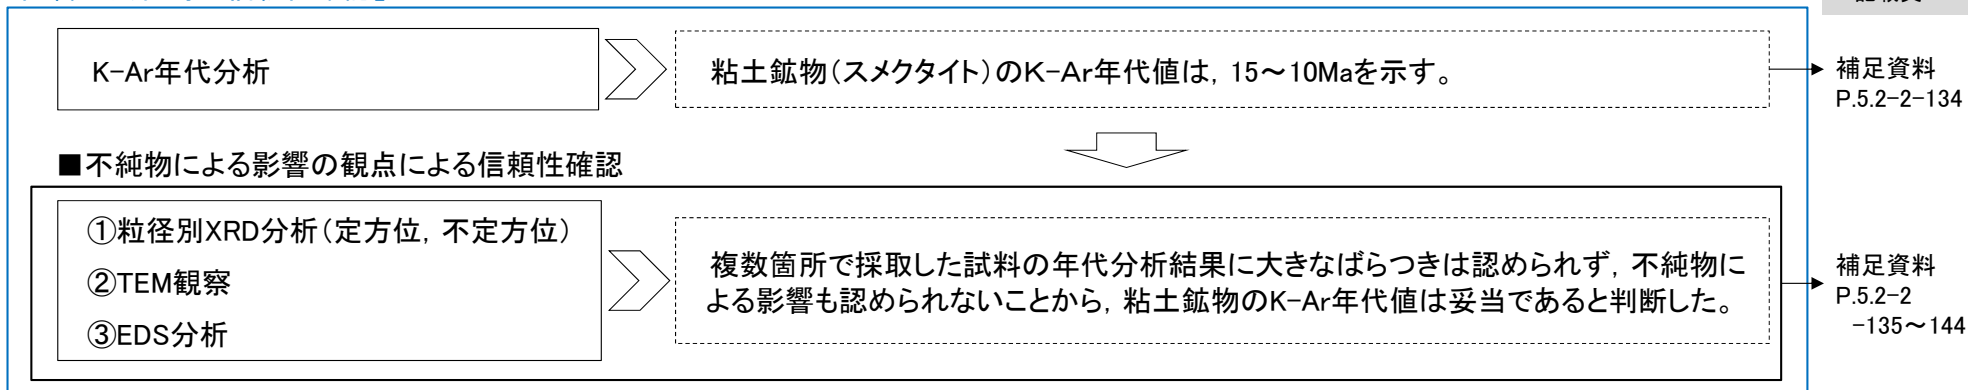 K-Ar年代分析
粘土鉱物(スメクタイト)のK-Ar年代値は，15～10Maを示す。
補足資料
P.5.2-2-134
■不純物による影響の観点による信頼性確認
①粒径別XRD分析(定方位，不定方位)
②TEM観察
③EDS分析
複数箇所で採取した試料の年代分析結果に大きなばらつきは認められず，不純物に
よる影響も認められないことから，粘土鉱物のK-Ar年代値は妥当であると判断した。
補足資料
P.5.2-2
-135～144